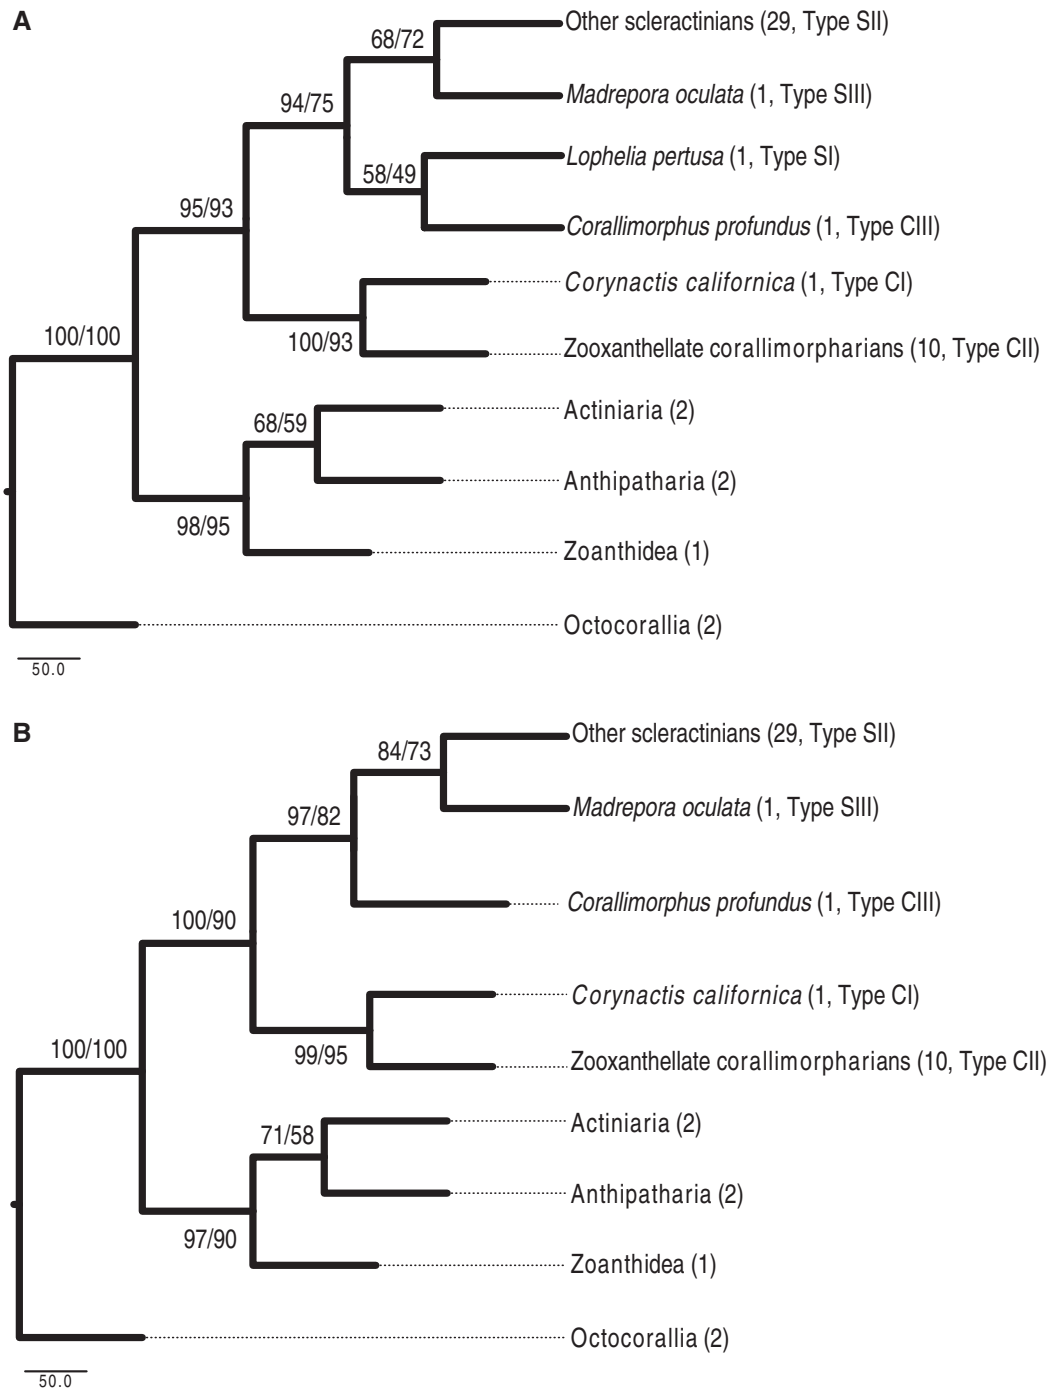 A
Other scleractinians (29, Type SII)
68/72
Madrepora oculata (1, Type SIII)
94/75
Lophelia pertusa (1, Type SI)
58/49
95/93
Corallimorphus profundus (1, Type CIII)
Corynactis californica (1, Type CI)
100/100
100/93
Zooxanthellate corallimorpharians (10, Type CII)
Actiniaria (2)
68/59
Anthipatharia (2)
98/95
Zoanthidea (1)
Octocorallia (2)
50.0
B
Other scleractinians (29, Type SII)
84/73
Madrepora oculata (1, Type SIII)
97/82
Corallimorphus profundus (1, Type CIII)
100/90
Corynactis californica (1, Type CI)
100/100
99/95
Zooxanthellate corallimorpharians (10, Type CII)
Actiniaria (2)
71/58
Anthipatharia (2)
97/90
Zoanthidea (1)
Octocorallia (2)
50.0